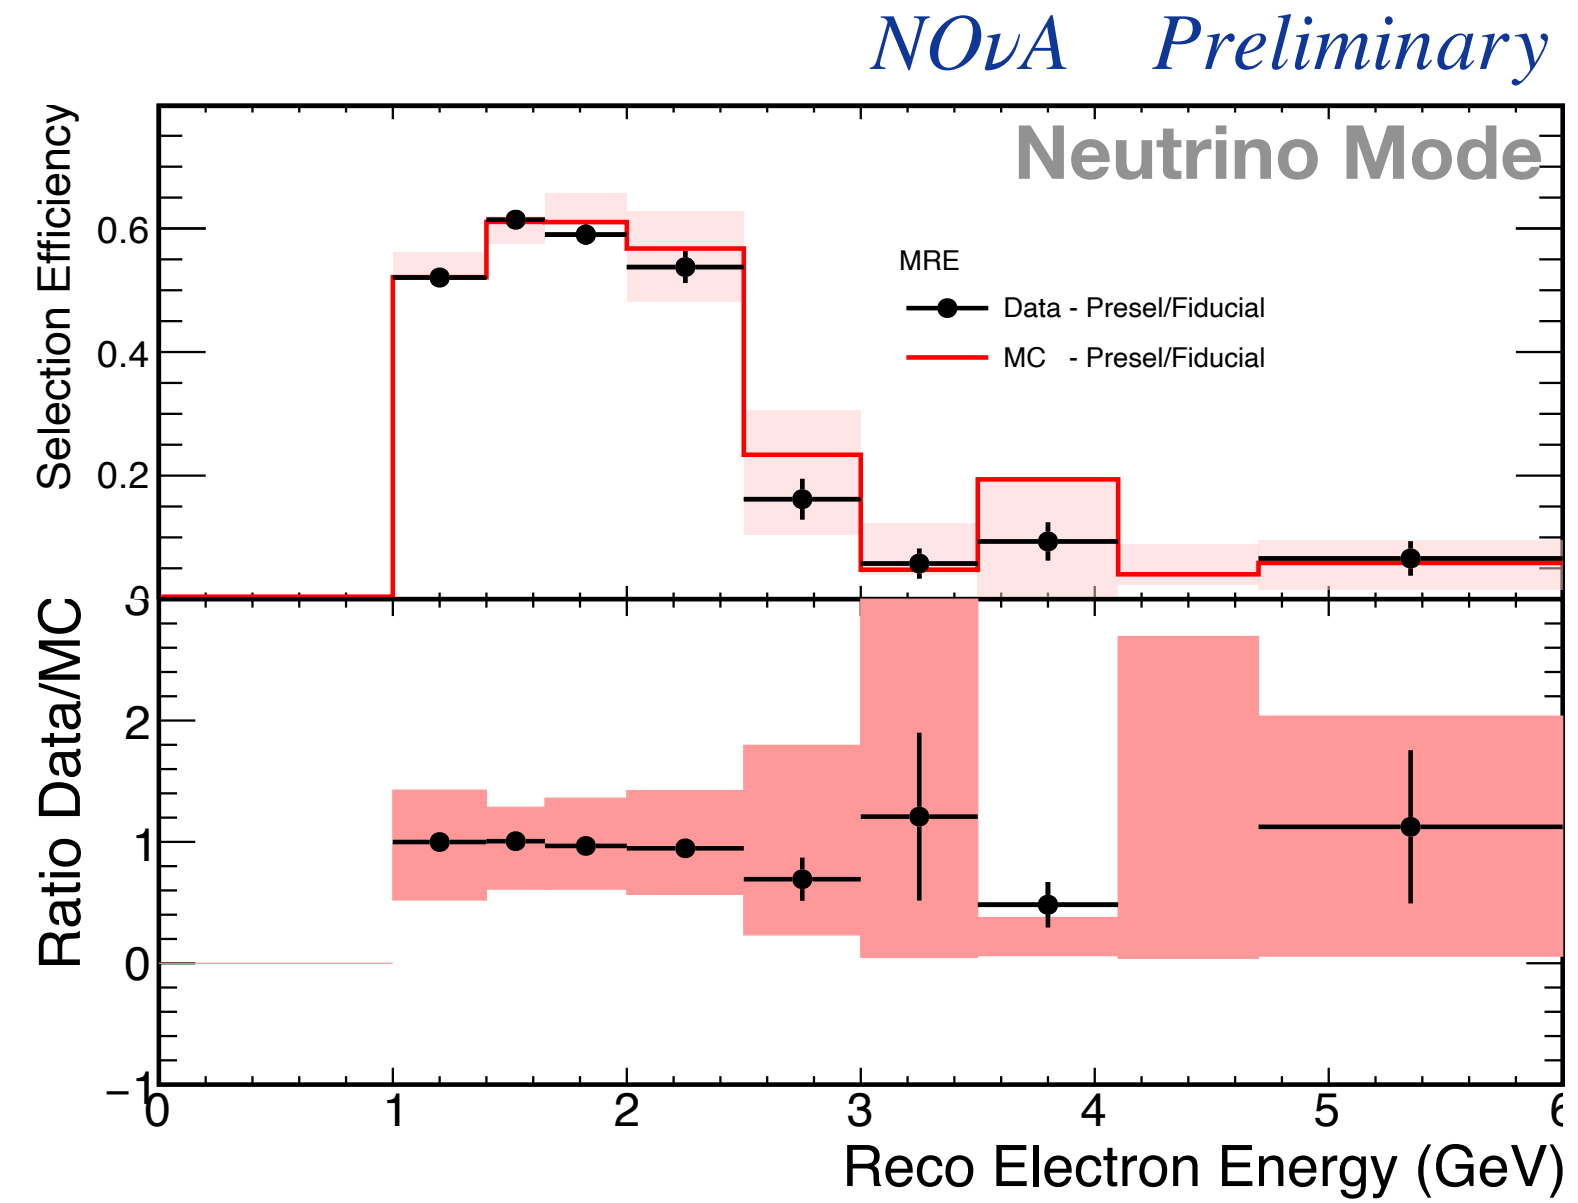 NOνA Preliminary
Neutrino Mode
Selection Efficiency
0.6
0.4
0.2
0
MRE
Data - Presel/Fiducial
MC - Presel/Fiducial
Ratio Data/MC
3
2
1
0
−1
0 1 2 3 4 5 6
Reco Electron Energy (GeV)